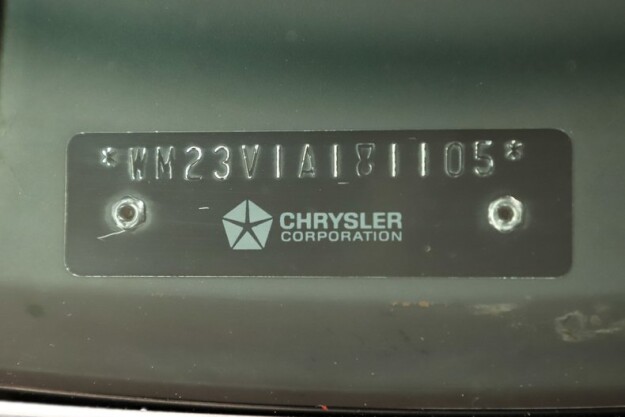 *WM23V1A181105*
CHRYSLER
CORPORATION